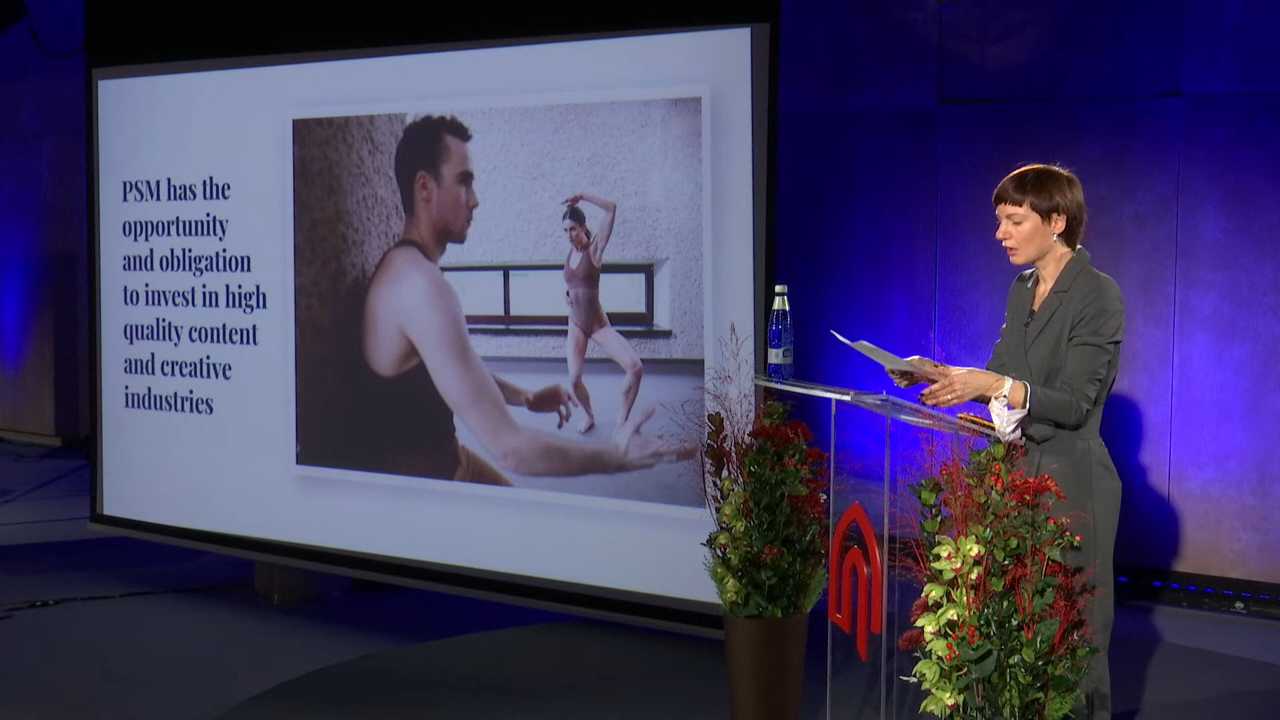 PSM has the
opportunity
and obligation
to invest in high
quality content
and creative
industries